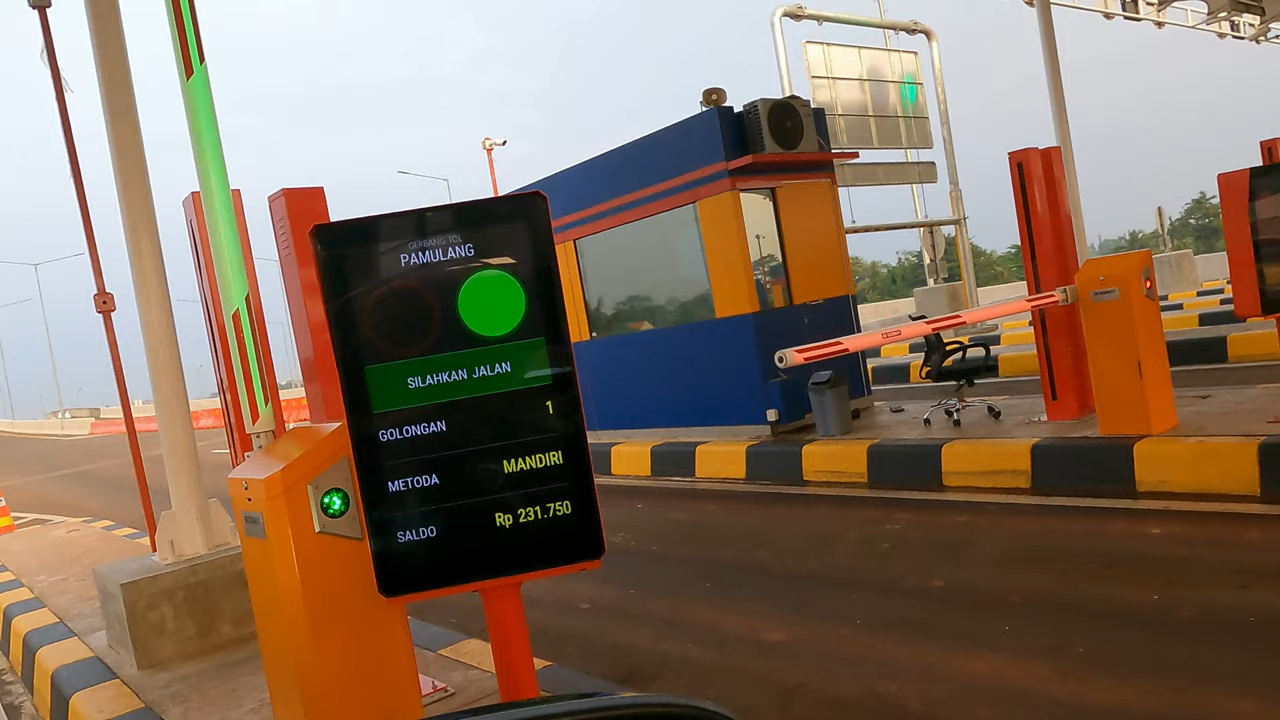 GERBANG TOL
PAMULANG
SILAHKAN JALAN
GOLONGAN 1
METODA MANDIRI
SALDO Rp 231.750